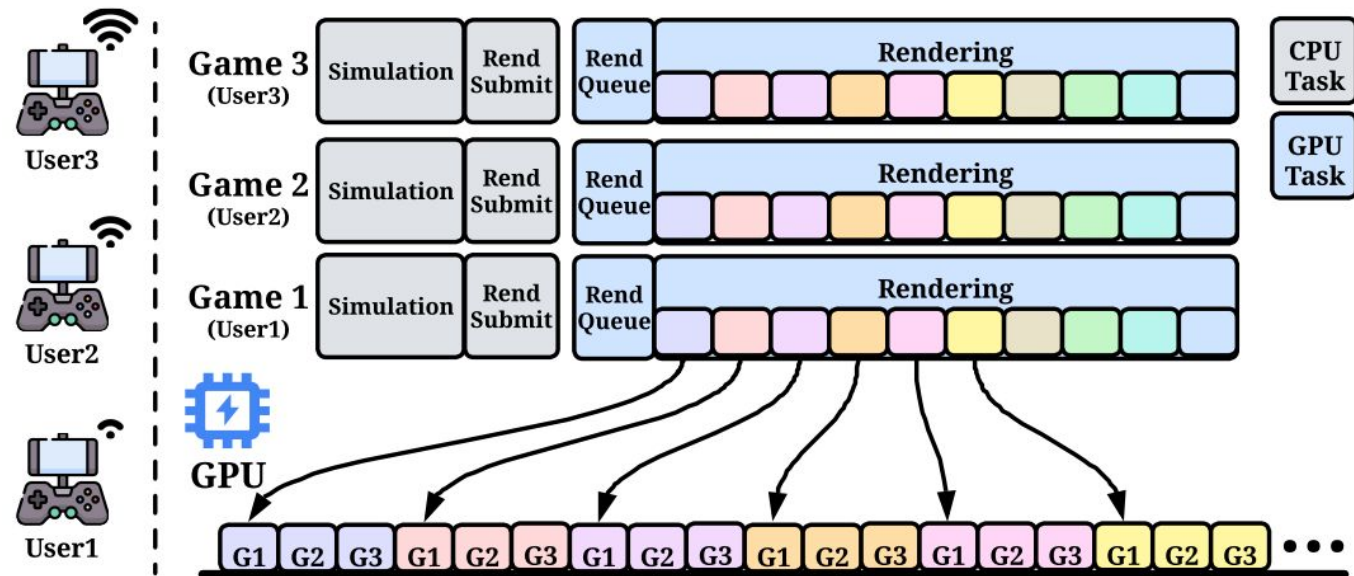 User3
User2
User1
Game 3
(User3)
Simulation
Rend
Submit
Rend
Queue
Rendering
Game 2
(User2)
Simulation
Rend
Submit
Rend
Queue
Rendering
Game 1
(User1)
Simulation
Rend
Submit
Rend
Queue
Rendering
CPU
Task
GPU
Task
GPU
G1 G2 G3 G1 G2 G3 G1 G2 G3 G1 G2 G3 G1 G2 G3 G1 G2 G3